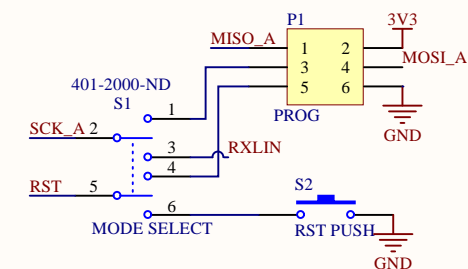 P1
3V3
MISO_A
1
2
3
4
MOSI_A
5
6
PROG
GND
401-2000-ND
S1
1
SCK_A
2
3
RXLIN
4
RST
5
6
MODE SELECT
S2
RST PUSH
GND